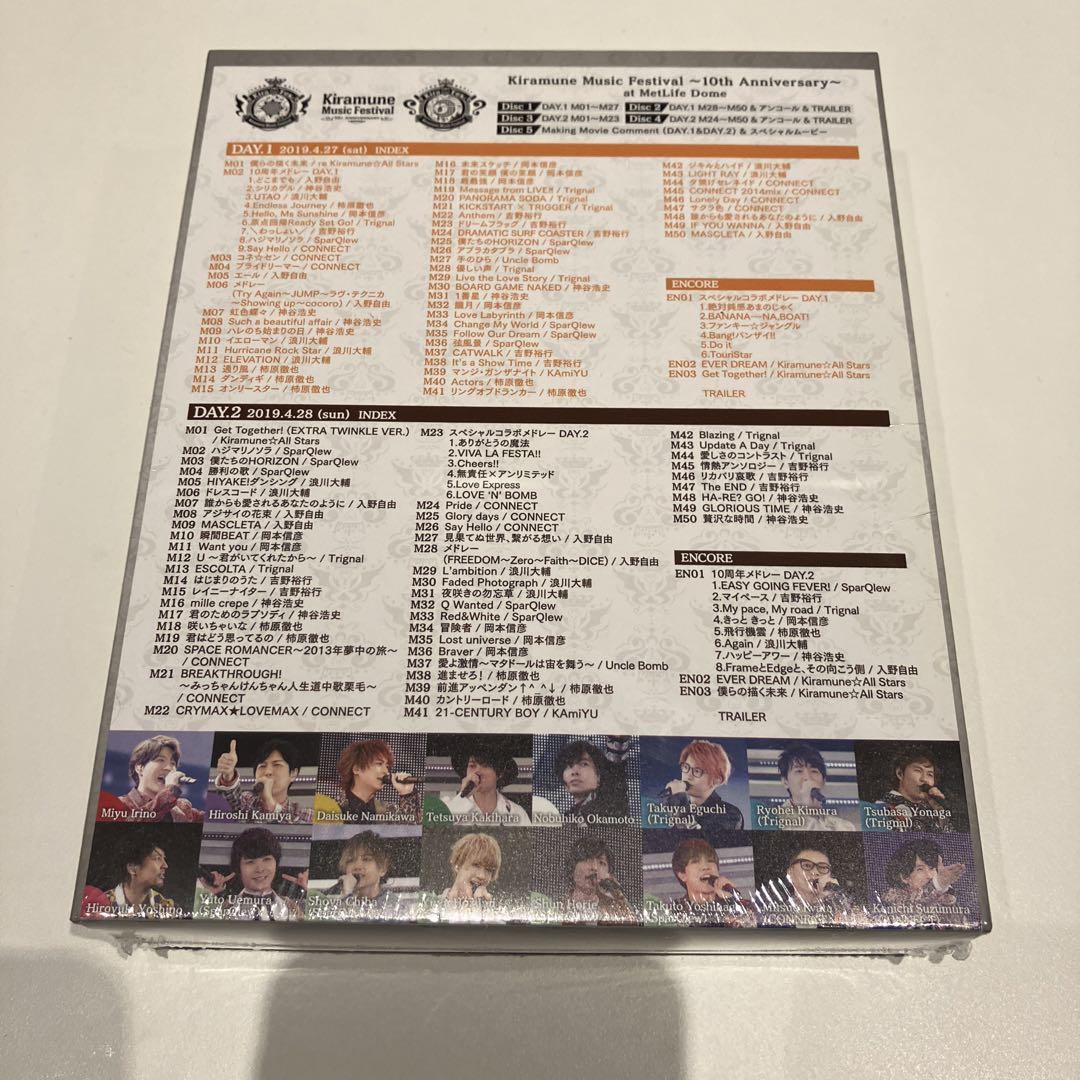 Kiramune Music Festival 〜10th Anniversary〜
at MetLife Dome
Kiramune
Music Festival
Disc 1 DAY.1 M01〜M27 Disc 2 DAY.1 M28〜M50 & アンコール & TRAILER
Disc 3 DAY.2 M01〜M23 Disc 4 DAY.2 M24〜M50 & アンコール & TRAILER
Disc 5 Making Movie Comment (DAY.1&DAY.2) & スペシャルムービー
DAY.1 2019.4.27 (sat) INDEX
M01 僕らの描く未来 / re Kiramune☆All Stars
M02 10周年メドレー DAY.1
1.どこまでも / 入野自由
2.シリカゲル / 神谷浩史
3.UTAO / 浪川大輔
4.Endless Journey / 柿原徹也
5.Hello, Ms Sunshine / 岡本信彦
6.原点回帰Ready Set Go! / Trignal
7.＼わっしょい／ / 吉野裕行
8.ハジマリノソラ / SparQlew
9.Say Hello / CONNECT
M03 コネ☆セン / CONNECT
M04 プライドリーマー / CONNECT
M05 エール / 入野自由
M06 メドレー
(Try Again〜JUMP〜ラヴ・テクニカ
〜Showing up〜cocoro) / 入野自由
M07 虹色蝶々 / 神谷浩史
M08 Such a beautiful affair / 神谷浩史
M09 ハレのち始まりの日 / 神谷浩史
M10 イエローマン / 浪川大輔
M11 Hurricane Rock Star / 浪川大輔
M12 ELEVATION / 浪川大輔
M13 通り風 / 柿原徹也
M14 ダンディギ / 柿原徹也
M15 オンリースター / 柿原徹也
M16 未来スケッチ / 岡本信彦
M17 君の笑顔 僕の笑顔 / 岡本信彦
M18 超最強 / 岡本信彦
M19 Message from LIVE!! / Trignal
M20 PANORAMA SODA / Trignal
M21 KICKSTART × TRIGGER / Trignal
M22 Anthem / 吉野裕行
M23 ドリームフラッグ / 吉野裕行
M24 DRAMATIC SURF COASTER / 吉野裕行
M25 僕たちのHORIZON / SparQlew
M26 アブラカタブラ / SparQlew
M27 手のひら / Uncle Bomb
M28 優しい声 / Trignal
M29 Live the Love Story / Trignal
M30 BOARD GAME NAKED / 神谷浩史
M31 1番星 / 神谷浩史
M32 朧月 / 岡本信彦
M33 Love Labyrinth / 岡本信彦
M34 Change My World / SparQlew
M35 Follow Our Dream / SparQlew
M36 弦風景 / SparQlew
M37 CATWALK / 吉野裕行
M38 It's a Show Time / 吉野裕行
M39 マンジ・ガンザナイト / KAmiYU
M40 Actors / 柿原徹也
M41 リングオブドランカー / 柿原徹也
M42 ジキルとハイド / 浪川大輔
M43 LIGHT RAY / 浪川大輔
M44 夕焼けセレネイド / CONNECT
M45 CONNECT 2014mix / CONNECT
M46 Lonely Day / CONNECT
M47 サクラ色 / CONNECT
M48 誰からも愛されるあなたのように / 入野自由
M49 IF YOU WANNA / 入野自由
M50 MASCLETA / 入野自由
ENCORE
EN01 スペシャルコラボメドレー DAY.1
1.絶対鈍感あまのじゃく
2.BANANA―NA,BOAT!
3.ファンキー☆ジャングル
4.Bang!バンザイ!!
5.Do it
6.TouriStar
EN02 EVER DREAM / Kiramune☆All Stars
EN03 Get Together! / Kiramune☆All Stars
TRAILER
DAY.2 2019.4.28 (sun) INDEX
M01 Get Together! (EXTRA TWINKLE VER.)
/ Kiramune☆All Stars
M02 ハジマリノソラ / SparQlew
M03 僕たちのHORIZON / SparQlew
M04 勝利の歌 / SparQlew
M05 HIYAKE!ダンシング / 浪川大輔
M06 ドレスコード / 浪川大輔
M07 誰からも愛されるあなたのように / 入野自由
M08 アジサイの花束 / 入野自由
M09 MASCLETA / 入野自由
M10 瞬間BEAT / 岡本信彦
M11 Want you / 岡本信彦
M12 U 〜君がいてくれたから〜 / Trignal
M13 ESCOLTA / Trignal
M14 はじまりのうた / 吉野裕行
M15 レイニーナイター / 吉野裕行
M16 mille crepe / 神谷浩史
M17 君のためのラプソディ / 神谷浩史
M18 咲いちゃいな / 柿原徹也
M19 君はどう思ってるの / 柿原徹也
M20 SPACE ROMANCER〜2013年夢中の旅〜
/ CONNECT
M21 BREAKTHROUGH!
〜みっちゃんけんちゃん人生道中歌栗毛〜
/ CONNECT
M22 CRYMAX★LOVEMAX / CONNECT
M23 スペシャルコラボメドレー DAY.2
1.ありがとうの魔法
2.VIVA LA FESTA!!
3.Cheers!!
4.無責任×アンリミテッド
5.Love Express
6.LOVE 'N' BOMB
M24 Pride / CONNECT
M25 Glory days / CONNECT
M26 Say Hello / CONNECT
M27 見果てぬ世界、繋がる想い / 入野自由
M28 メドレー
(FREEDOM〜Zero〜Faith〜DICE) / 入野自由
M29 L'ambition / 浪川大輔
M30 Faded Photograph / 浪川大輔
M31 夜咲きの勿忘草 / 浪川大輔
M32 Q Wanted / SparQlew
M33 Red&White / SparQlew
M34 冒険者 / 岡本信彦
M35 Lost universe / 岡本信彦
M36 Braver / 岡本信彦
M37 愛よ激情〜マタドールは宙を舞う〜 / Uncle Bomb
M38 進ませろ! / 柿原徹也
M39 前進アッペンダン↑^_^↓ / 柿原徹也
M40 カントリーロード / 柿原徹也
M41 21-CENTURY BOY / KAmiYU
M42 Blazing / Trignal
M43 Update A Day / Trignal
M44 愛しさのコントラスト / Trignal
M45 情熱アンソロジー / 吉野裕行
M46 リカバリ哀歌 / 吉野裕行
M47 The END / 吉野裕行
M48 HA-RE? GO! / 神谷浩史
M49 GLORIOUS TIME / 神谷浩史
M50 贅沢な時間 / 神谷浩史
ENCORE
EN01 10周年メドレー DAY.2
1.EASY GOING FEVER! / SparQlew
2.マイペース / 吉野裕行
3.My pace, My road / Trignal
4.きっと きっと / 岡本信彦
5.飛行機雲 / 柿原徹也
6.Again / 浪川大輔
7.ハッピーアワー / 神谷浩史
8.FrameとEdgeと、その向こう側 / 入野自由
EN02 EVER DREAM / Kiramune☆All Stars
EN03 僕らの描く未来 / Kiramune☆All Stars
TRAILER
Miyu Irino
Hiroshi Kamiya
Daisuke Namikawa
Tetsuya Kakihara
Nobuhiko Okamoto
Takuya Eguchi
(Trignal)
Ryohei Kimura
(Trignal)
Tsubasa Yonaga
(Trignal)
Hiroyuki Yoshino
Yuto Uemura
Shoya Chiba
Shun Horie
Takuto Yoshinaga
(SparQlew)
(CONNECT)
Kenichi Suzumura